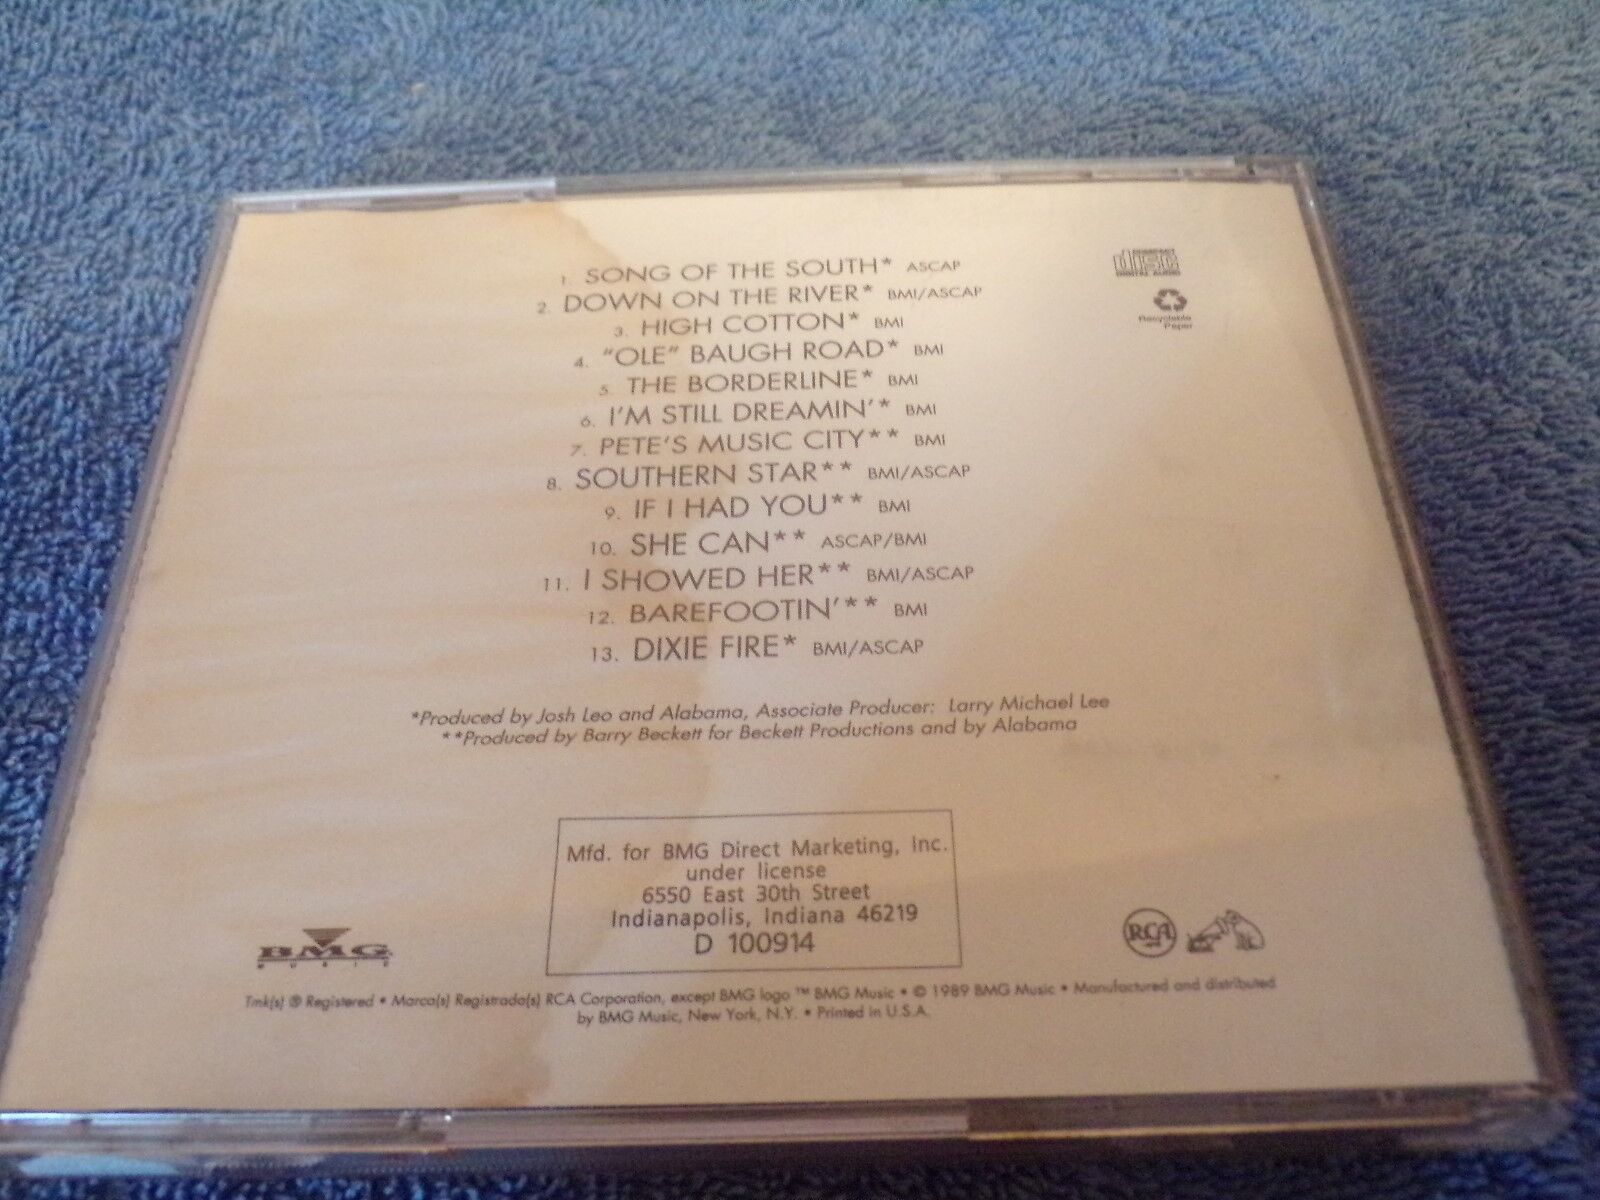 1. SONG OF THE SOUTH* ASCAP
2. DOWN ON THE RIVER* BMI/ASCAP
3. HIGH COTTON* BMI
4. "OLE" BAUGH ROAD* BMI
5. THE BORDERLINE* BMI
6. I'M STILL DREAMIN'* BMI
7. PETE'S MUSIC CITY** BMI
8. SOUTHERN STAR** BMI/ASCAP
9. IF I HAD YOU** BMI
10. SHE CAN** ASCAP/BMI
11. I SHOWED HER** BMI/ASCAP
12. BAREFOOTIN'** BMI
13. DIXIE FIRE* BMI/ASCAP
COMPACT
disc
DIGITAL AUDIO
Recyclable
Paper
*Produced by Josh Leo and Alabama, Associate Producer: Larry Michael Lee
**Produced by Barry Beckett for Beckett Productions and by Alabama
Mfd. for BMG Direct Marketing, Inc.
under license
6550 East 30th Street
Indianapolis, Indiana 46219
D 100914
BMG
MUSIC
RCA
Tmk(s) ® Registered • Marca(s) Registrada(s) RCA Corporation, except BMG logo ™ BMG Music • © 1989 BMG Music • Manufactured and distributed
by BMG Music, New York, N.Y. • Printed in U.S.A.